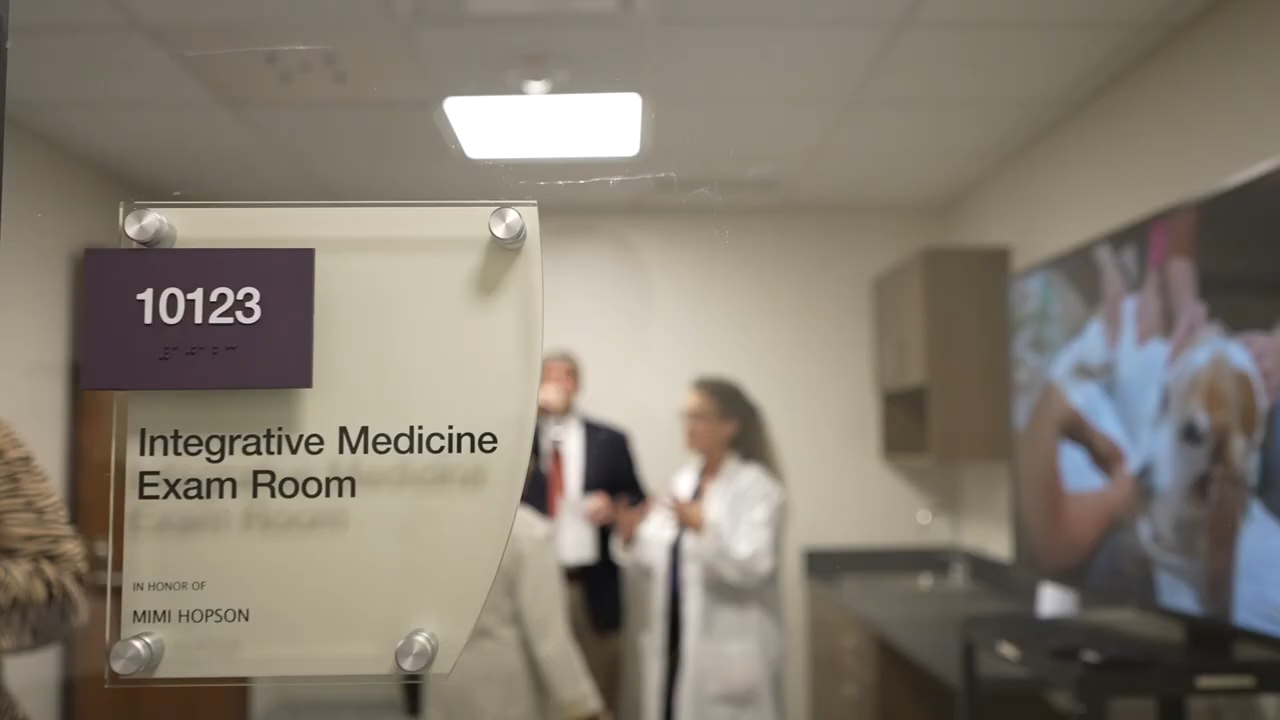 10123
Integrative Medicine
Exam Room
IN HONOR OF
MIMI HOPSON